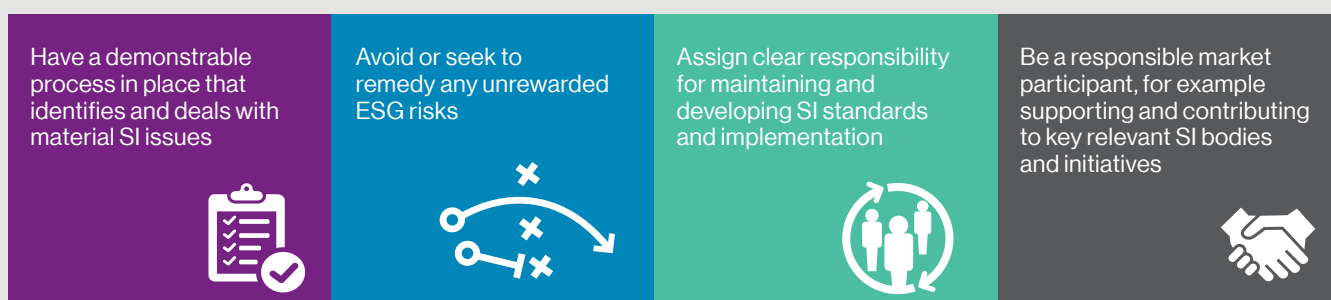 Have a demonstrable
process in place that
identifies and deals with
material SI issues
Avoid or seek to
remedy any unrewarded
ESG risks
Assign clear responsibility
for maintaining and
developing SI standards
and implementation
Be a responsible market
participant, for example
supporting and contributing
to key relevant SI bodies
and initiatives